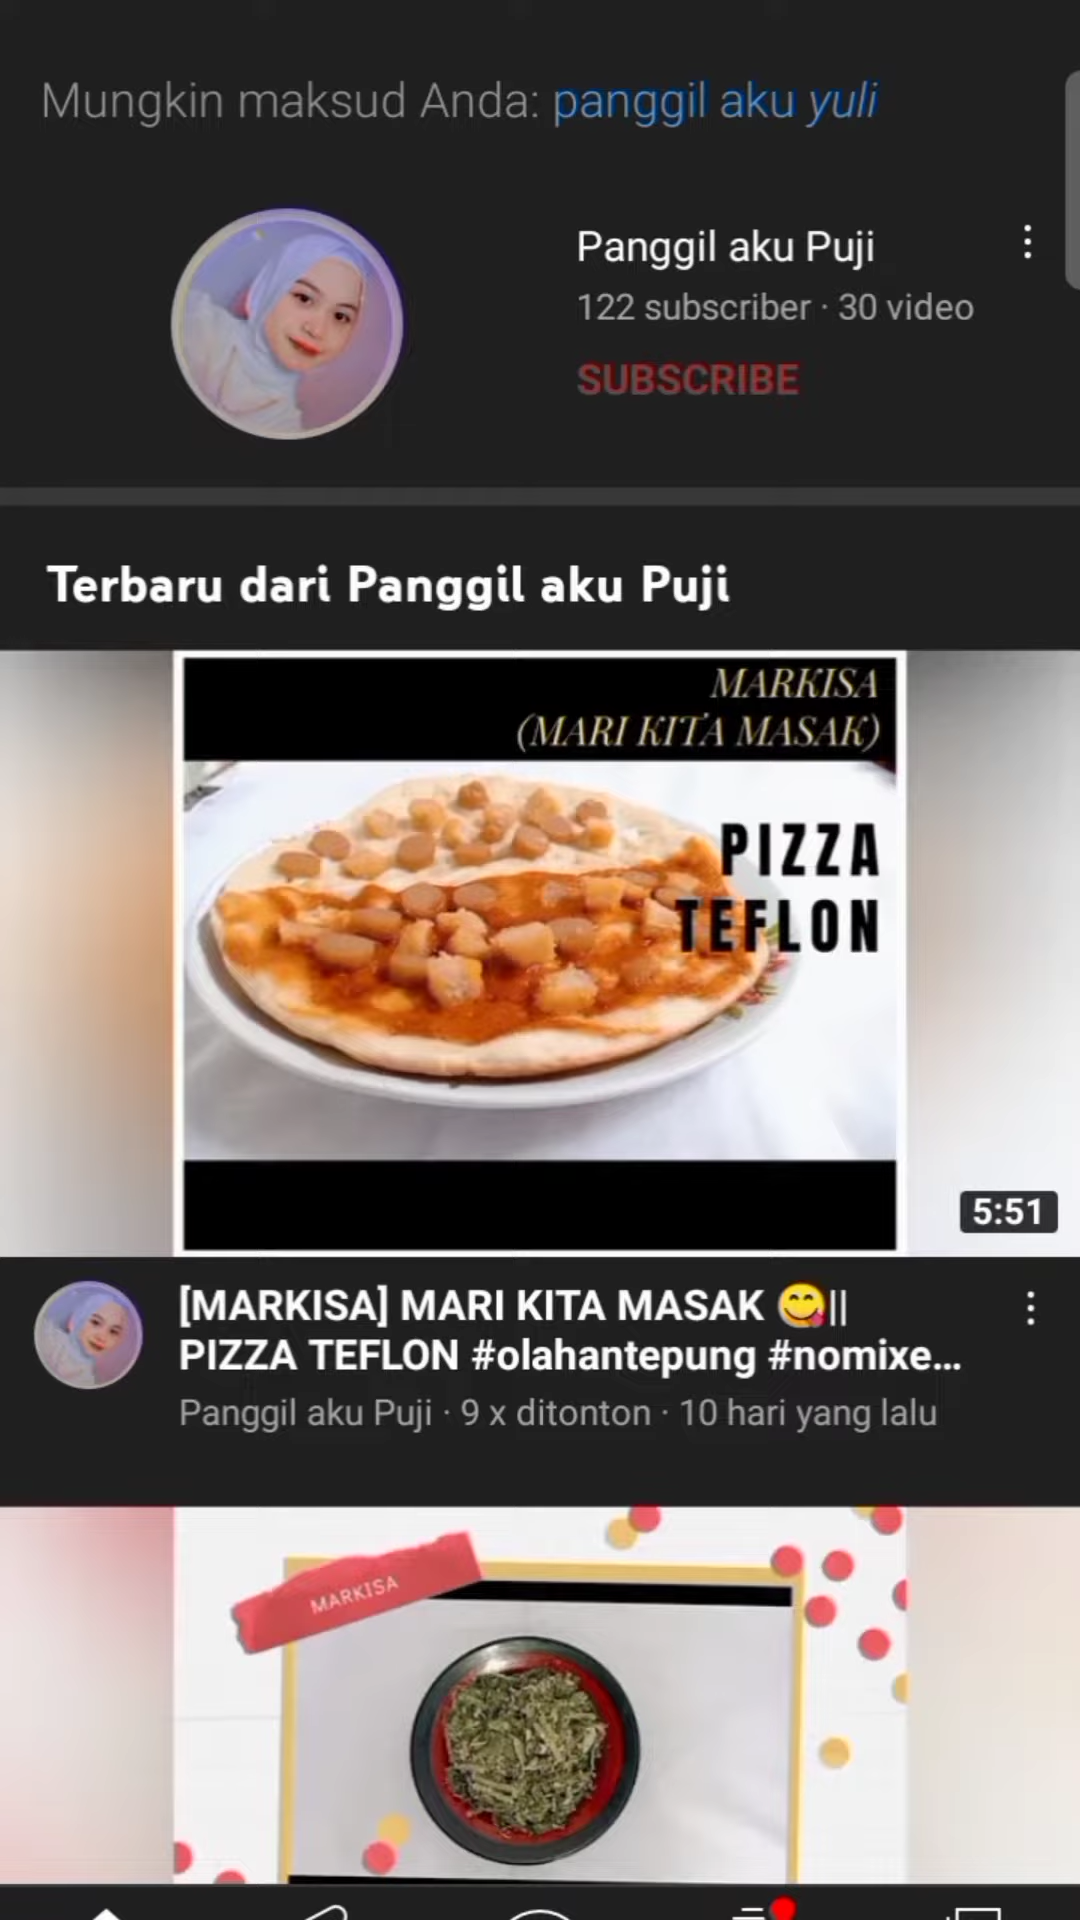 Mungkin maksud Anda: panggil aku yuli
Panggil aku Puji
122 subscriber · 30 video
SUBSCRIBE
Terbaru dari Panggil aku Puji
MARKISA
(MARI KITA MASAK)
PIZZA
TEFLON
5:51
[MARKISA] MARI KITA MASAK 😋||
PIZZA TEFLON #olahantepung #nomixe...
Panggil aku Puji · 9 x ditonton · 10 hari yang lalu
MARKISA